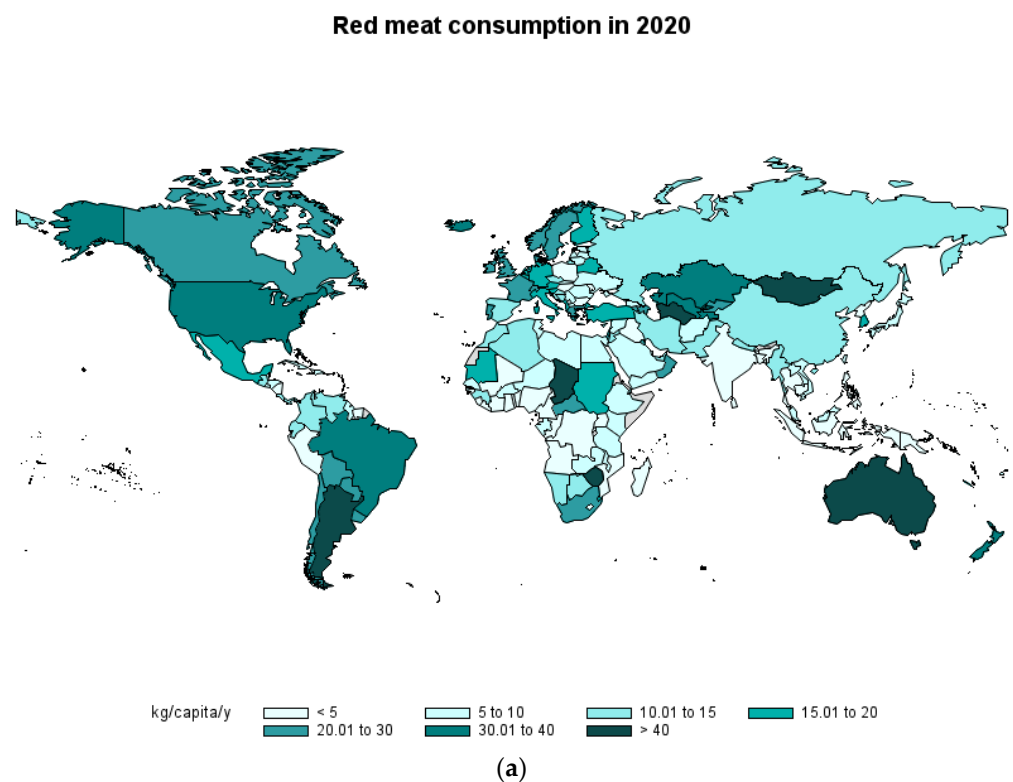 Red meat consumption in 2020
kg/capita/y < 5 5 to 10 10.01 to 15 15.01 to 20
20.01 to 30 30.01 to 40 > 40
(a)